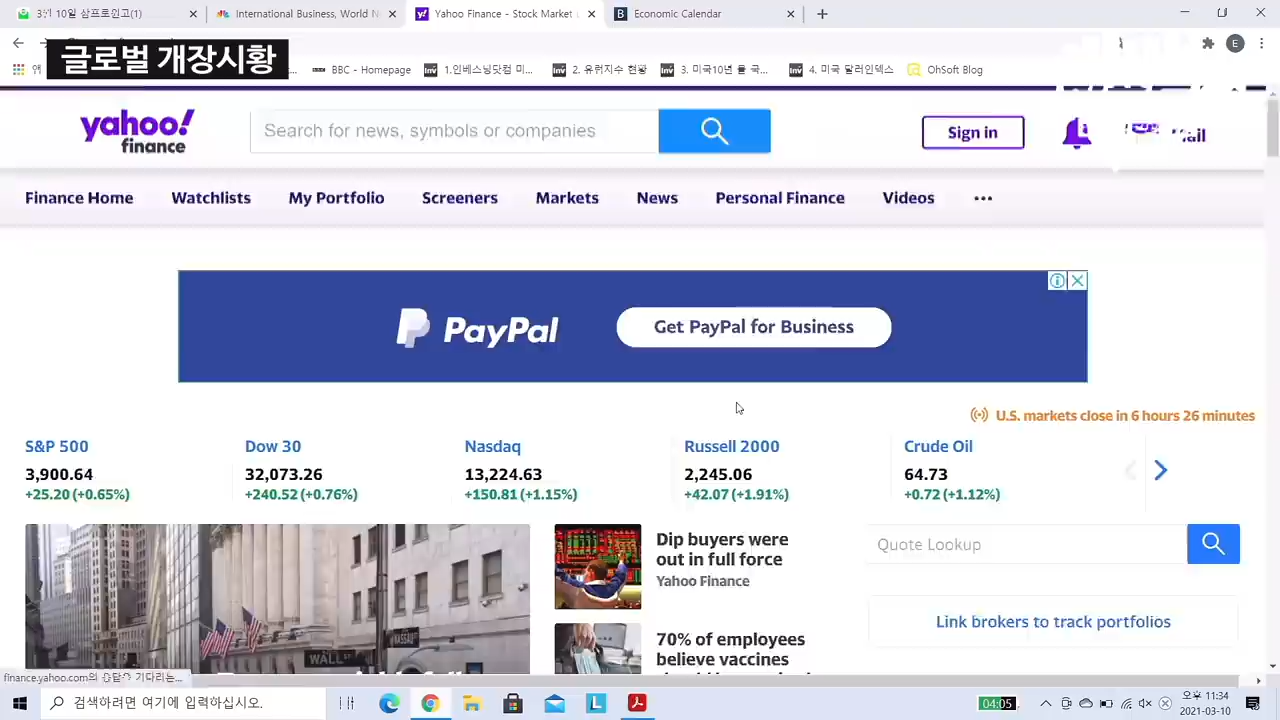 3월 10일 삼프로원고(1)
International Business, World N
Yahoo Finance - Stock Market
Economic Calendar
글로벌 개장시황
BBC - Homepage
1.인베스닝닷컴 미...
2. 유럽지수 현황
3. 미국10년 물 국...
4. 미국 달러인덱스
OhSoft Blog
yahoo!
finance
Search for news, symbols or companies
Sign in
Finance Home
Watchlists
My Portfolio
Screeners
Markets
News
Personal Finance
Videos
PayPal
Get PayPal for Business
U.S. markets close in 6 hours 26 minutes
S&P 500
3,900.64
+25.20 (+0.65%)
Dow 30
32,073.26
+240.52 (+0.76%)
Nasdaq
13,224.63
+150.81 (+1.15%)
Russell 2000
2,245.06
+42.07 (+1.91%)
Crude Oil
64.73
+0.72 (+1.12%)
WALL
Dip buyers were
out in full force
Yahoo Finance
70% of employees
believe vaccines
Quote Lookup
Link brokers to track portfolios
검색하려면 여기에 입력하십시오.
04:05
오후 11:34
2021-03-10